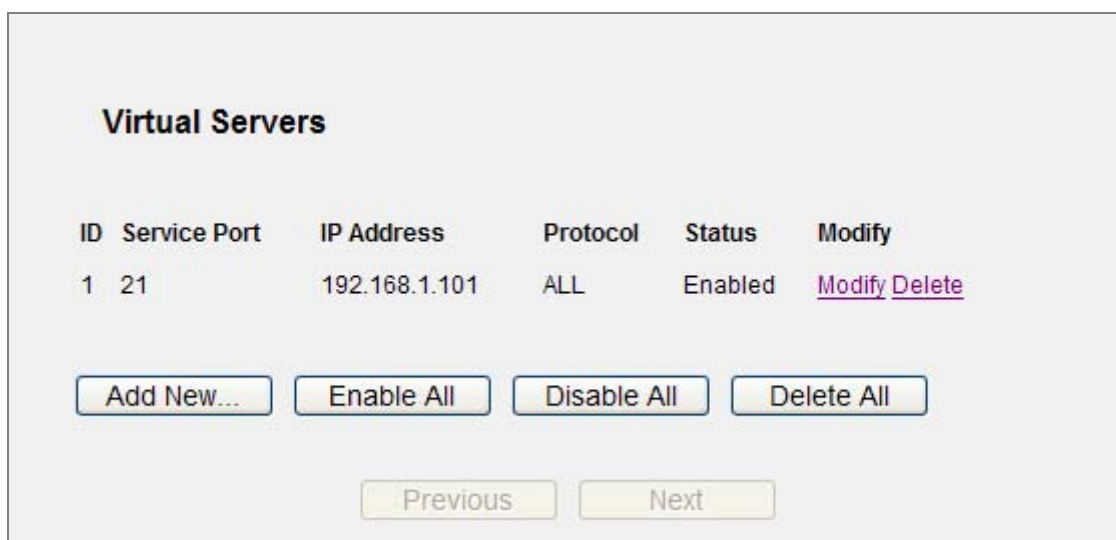 Virtual Servers
ID Service Port IP Address Protocol Status Modify
1 21 192.168.1.101 ALL Enabled Modify Delete
Add New... Enable All Disable All Delete All
Previous Next